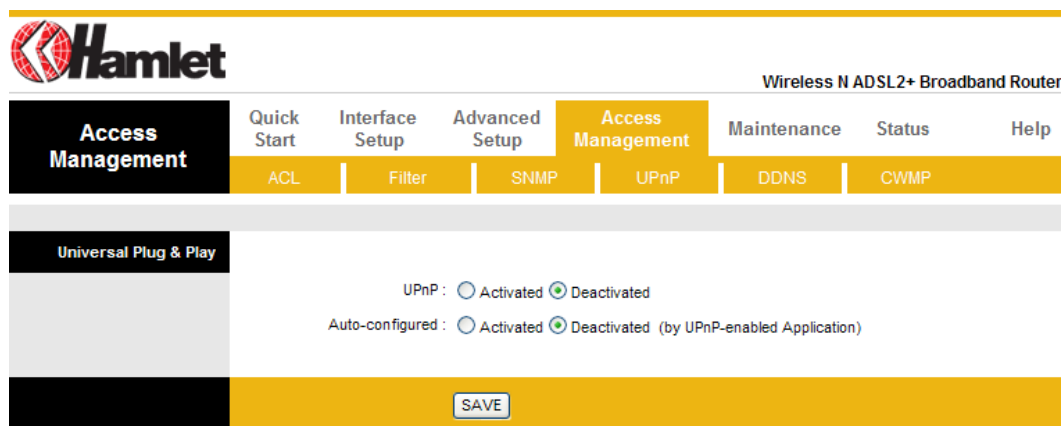 Hamlet
Wireless N ADSL2+ Broadband Router
Access Management
Quick Start
Interface Setup
Advanced Setup
Access Management
Maintenance
Status
Help
ACL
Filter
SNMP
UPnP
DDNS
CWMP
Universal Plug & Play
UPnP : Activated Deactivated
Auto-configured : Activated Deactivated (by UPnP-enabled Application)
SAVE